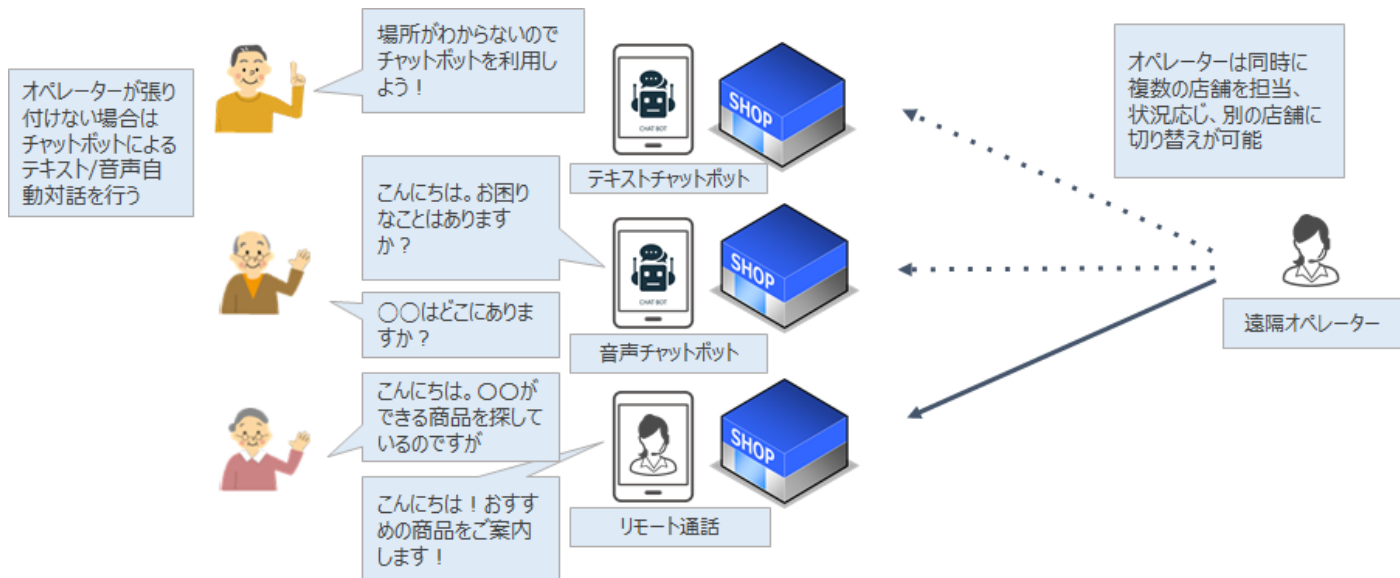 オペレーターが張り
付けない場合は
チャットボットによる
テキスト/音声自
動対話を行う
場所がわからないので
チャットボットを利用し
よう！
CHAT BOT
SHOP
テキストチャットボット
こんにちは。お困り
なことはあります
か？
〇〇はどこにありま
すか？
CHAT BOT
SHOP
音声チャットボット
こんにちは。〇〇が
できる商品を探して
いるのですが
こんにちは！おすす
めの商品をご案内
します！
SHOP
リモート通話
オペレーターは同時に
複数の店舗を担当、
状況応じ、別の店舗に
切り替えが可能
遠隔オペレーター